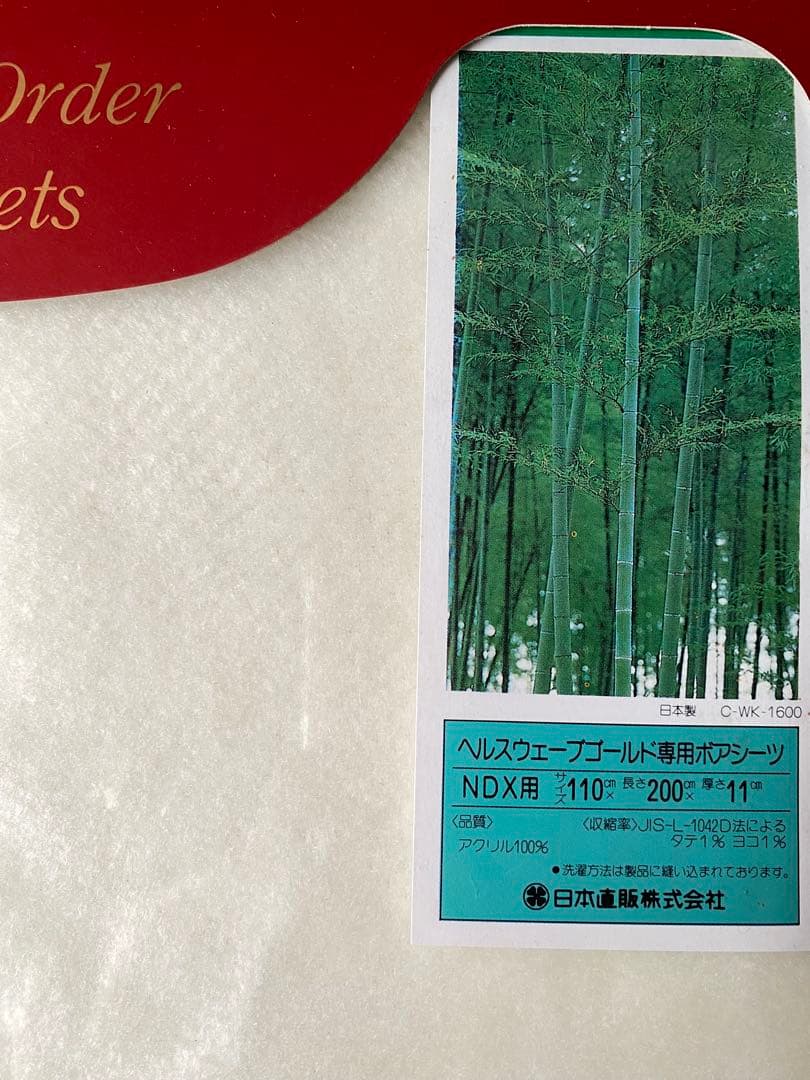 Order
ets
日本製 C-WK-1600
ヘルスウェーブゴールド専用ボアシーツ
NDX用 サイズ110cm× 長さ200cm× 厚さ11cm
〈品質〉 〈収縮率〉JIS-L-1042D法による
アクリル100% タテ1% ヨコ1%
●洗濯方法は製品に縫い込まれております。
日本直販株式会社